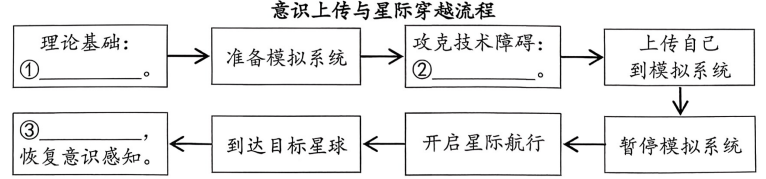 意识上传与星际穿越流程
理论基础：
①__________。
准备模拟系统
攻克技术障碍：
②__________。
上传自己
到模拟系统
暂停模拟系统
开启星际航行
到达目标星球
③__________，
恢复意识感知。